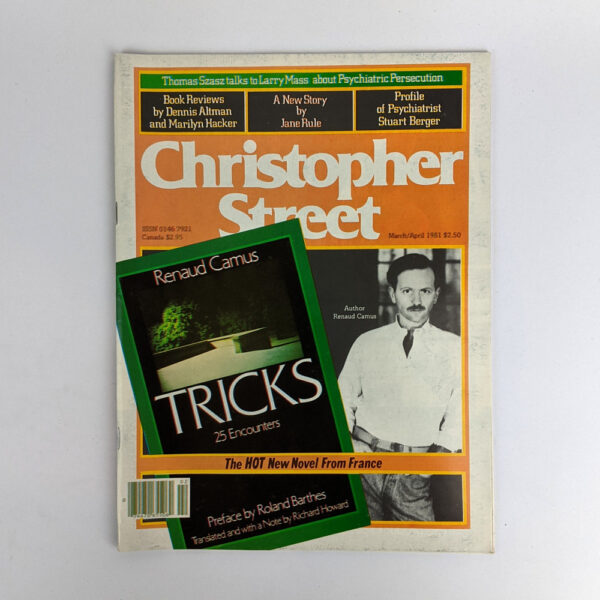 Thomas Szasz talks to Larry Mass about Psychiatric Persecution
Book Reviews
by Dennis Altman
and Marilyn Hacker
A New Story
by
Jane Rule
Profile
of Psychiatrist
Stuart Berger
Christopher
Street
ISSN 0146 7921
Canada $2.95
March/April 1981 $2.50
Renaud Camus
TRICKS
25 Encounters
Author
Renaud Camus
The HOT New Novel From France
Preface by Roland Barthes
Translated and with a Note by Richard Howard